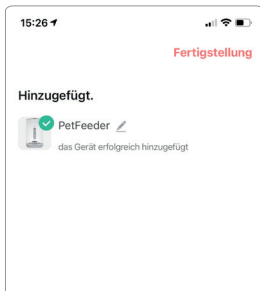 15:26
Fertigstellung
Hinzugefügt.
PetFeeder
das Gerät erfolgreich hinzugefügt